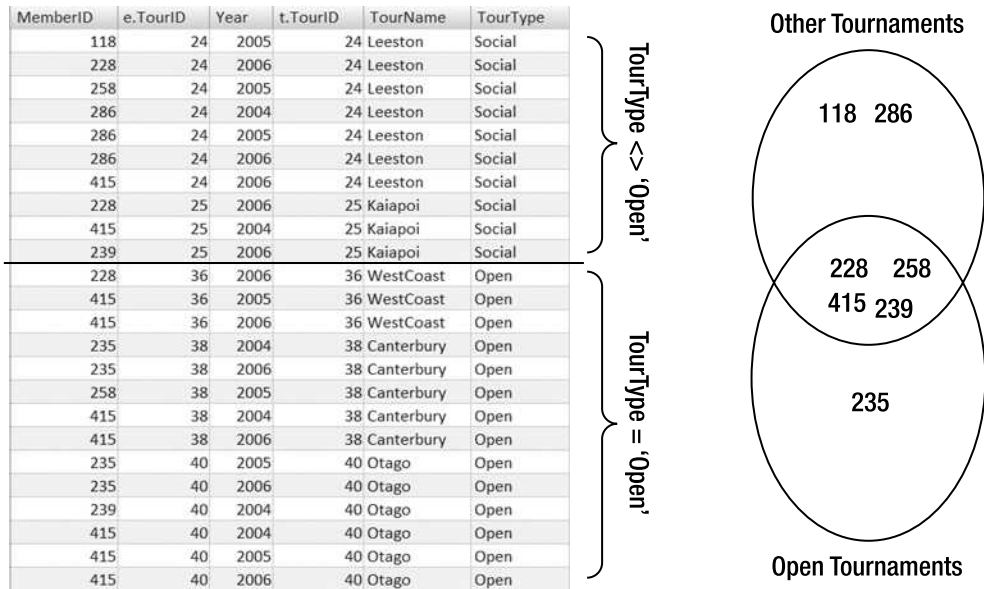 MemberID e.TourID Year t.TourID TourName TourType
118 24 2005 24 Leeston Social
228 24 2006 24 Leeston Social
258 24 2005 24 Leeston Social
286 24 2004 24 Leeston Social
286 24 2005 24 Leeston Social
286 24 2006 24 Leeston Social
415 24 2006 24 Leeston Social
228 25 2006 25 Kaiapoi Social
415 25 2004 25 Kaiapoi Social
239 25 2006 25 Kaiapoi Social
228 36 2006 36 WestCoast Open
415 36 2005 36 WestCoast Open
415 36 2006 36 WestCoast Open
235 38 2004 38 Canterbury Open
235 38 2006 38 Canterbury Open
258 38 2005 38 Canterbury Open
415 38 2004 38 Canterbury Open
415 38 2006 38 Canterbury Open
235 40 2005 40 Otago Open
235 40 2006 40 Otago Open
239 40 2004 40 Otago Open
415 40 2004 40 Otago Open
415 40 2005 40 Otago Open
415 40 2006 40 Otago Open
TourType <> 'Open'
TourType = 'Open'
Other Tournaments
118 286
228 258
415 239
235
Open Tournaments